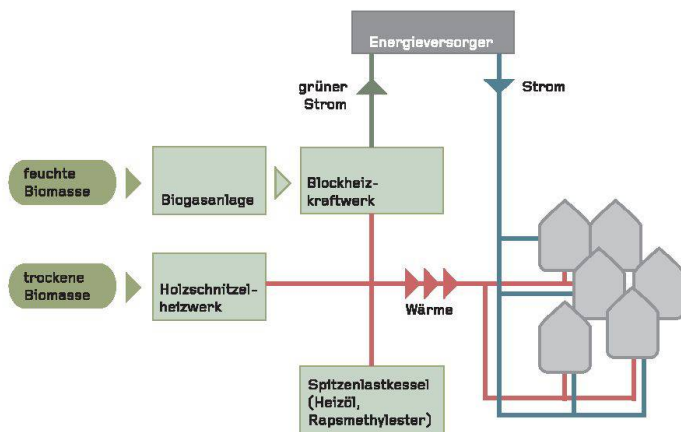 Energieversorger
grüner
Strom
Strom
feuchte
Biomasse
Biogasanlage
Blockheiz-
kraftwerk
trockene
Biomasse
Holzschnitzel-
heizwerk
Wärme
Spitzenlastkessel
(Heizöl,
Rapsmethylester)